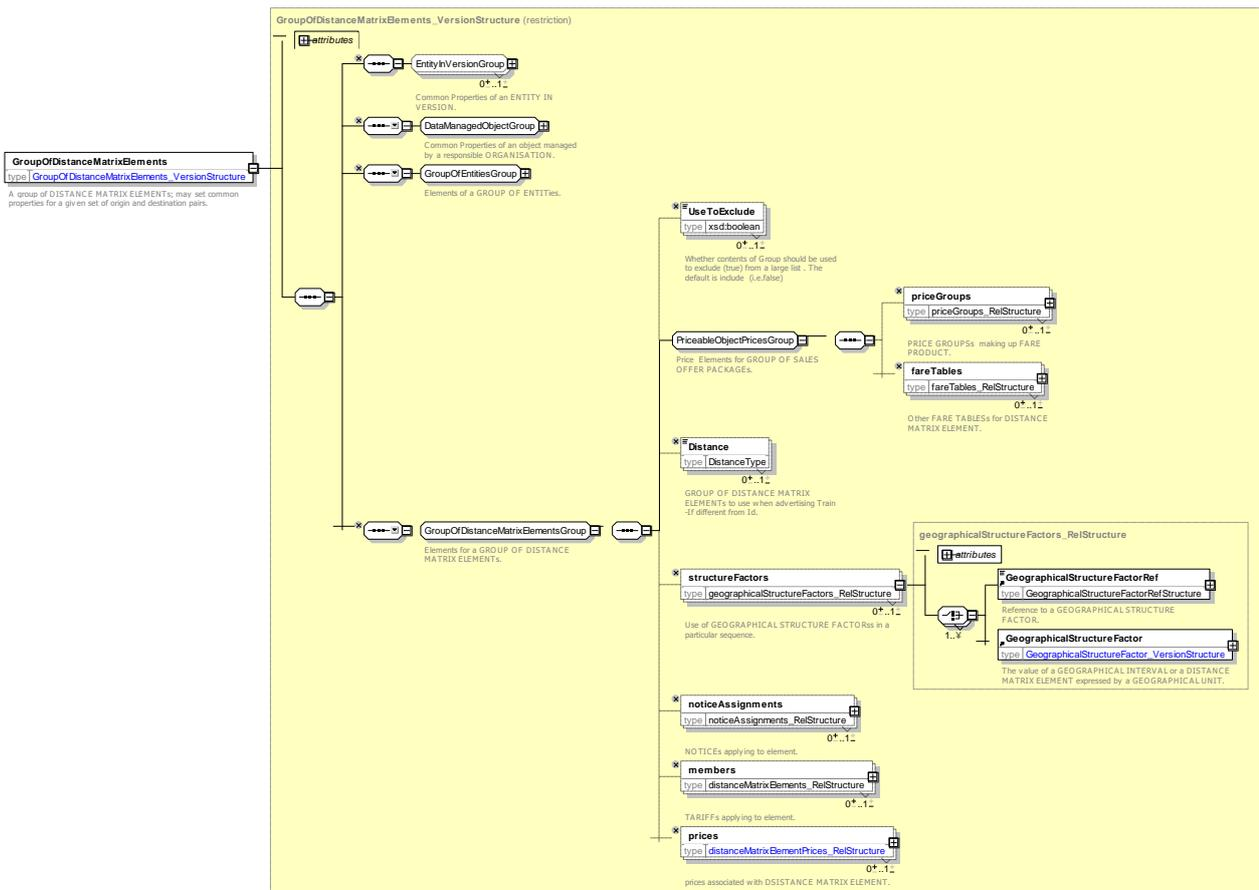 GroupOfDistanceMatrixElements_VersionStructure (restriction)
attributes
EntityInVersionGroup
0..1
Common Properties of an ENTITY IN
VERSION.
DataManagedObjectGroup
Common Properties of an object managed
by a responsible ORGANISATION.
GroupOfDistanceMatrixElements
type GroupOfDistanceMatrixElements_VersionStructure
A group of DISTANCE MATRIX ELEMENTs; may set common
properties for a given set of origin and destination pairs.
GroupOfEntitiesGroup
Elements of a GROUP OF ENTITies.
UseToExclude
type xsd:boolean
0..1
Whether contents of Group should be used
to exclude (true) from a large list . The
default is include (i.e.false)
PriceableObjectPricesGroup
Price Elements for GROUP OF SALES
OFFER PACKAGEs.
priceGroups
type priceGroups_RelStructure
0..1
PRICE GROUPSs making up FARE
PRODUCT.
fareTables
type fareTables_RelStructure
0..1
Other FARE TABLESs for DISTANCE
MATRIX ELEMENT.
Distance
type DistanceType
0..1
GROUP OF DISTANCE MATRIX
ELEMENTs to use when advertising Train
-If different from Id.
GroupOfDistanceMatrixElementsGroup
Elements for a GROUP OF DISTANCE
MATRIX ELEMENTs.
structureFactors
type geographicalStructureFactors_RelStructure
0..1
Use of GEOGRAPHICAL STRUCTURE FACTORss in a
particular sequence.
geographicalStructureFactors_RelStructure
attributes
1..¥
GeographicalStructureFactorRef
type GeographicalStructureFactorRefStructure
Reference to a GEOGRAPHICAL STRUCTURE
FACTOR.
GeographicalStructureFactor
type GeographicalStructureFactor_VersionStructure
The value of a GEOGRAPHICAL INTERVAL or a DISTANCE
MATRIX ELEMENT expressed by a GEOGRAPHICAL UNIT.
noticeAssignments
type noticeAssignments_RelStructure
0..1
NOTICEs applying to element.
members
type distanceMatrixElements_RelStructure
0..1
TARIFFs applying to element.
prices
type distanceMatrixElementPrices_RelStructure
0..1
prices associated with DSISTANCE MATRIX ELEMENT.